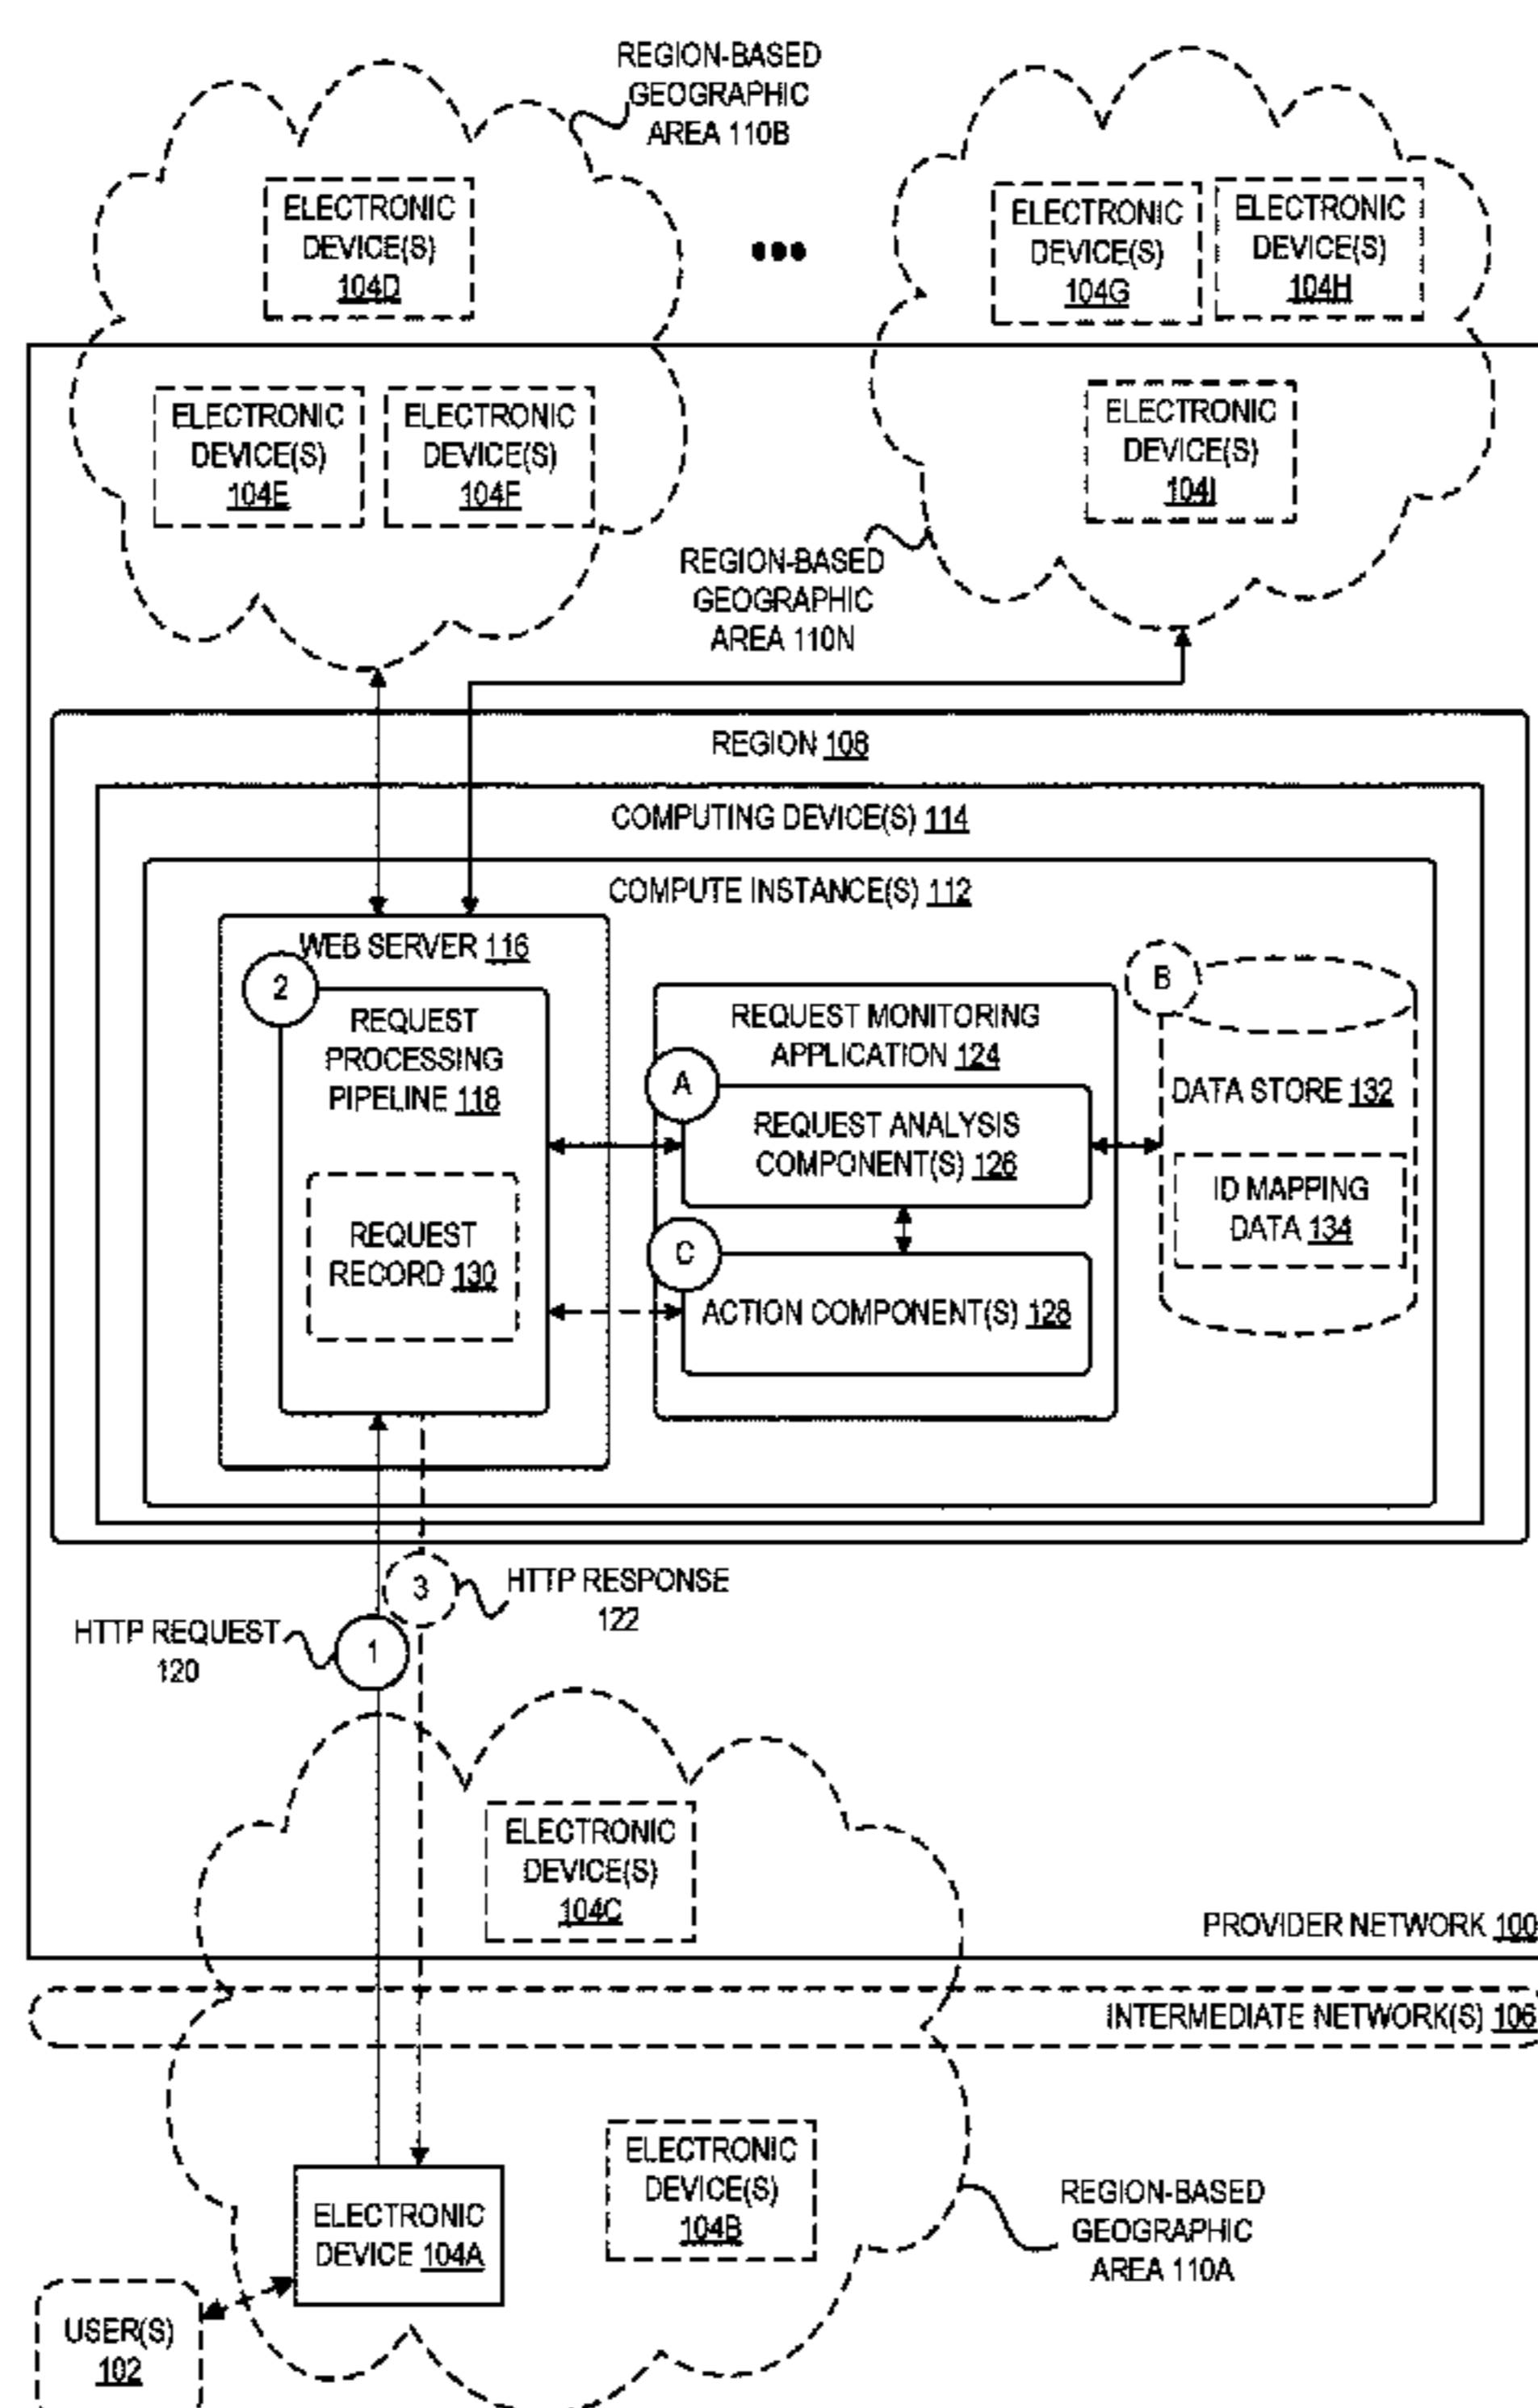 REGION-BASED
GEOGRAPHIC
AREA 110B
ELECTRONIC
DEVICE(S)
104D
ELECTRONIC
DEVICE(S)
104G
ELECTRONIC
DEVICE(S)
104H
ELECTRONIC
DEVICE(S)
104E
ELECTRONIC
DEVICE(S)
104F
ELECTRONIC
DEVICE(S)
104I
REGION-BASED
GEOGRAPHIC
AREA 110N
REGION 108
COMPUTING DEVICE(S) 114
COMPUTE INSTANCE(S) 112
WEB SERVER 116
2
REQUEST
PROCESSING
PIPELINE 118
REQUEST
RECORD 130
REQUEST MONITORING
APPLICATION 124
A
REQUEST ANALYSIS
COMPONENT(S) 126
C
ACTION COMPONENT(S) 128
B
DATA STORE 132
ID MAPPING
DATA 134
3
HTTP RESPONSE
122
HTTP REQUEST
120
1
ELECTRONIC
DEVICE(S)
104C
PROVIDER NETWORK 100
INTERMEDIATE NETWORK(S) 106
ELECTRONIC
DEVICE(S)
104B
ELECTRONIC
DEVICE 104A
REGION-BASED
GEOGRAPHIC
AREA 110A
USER(S)
102